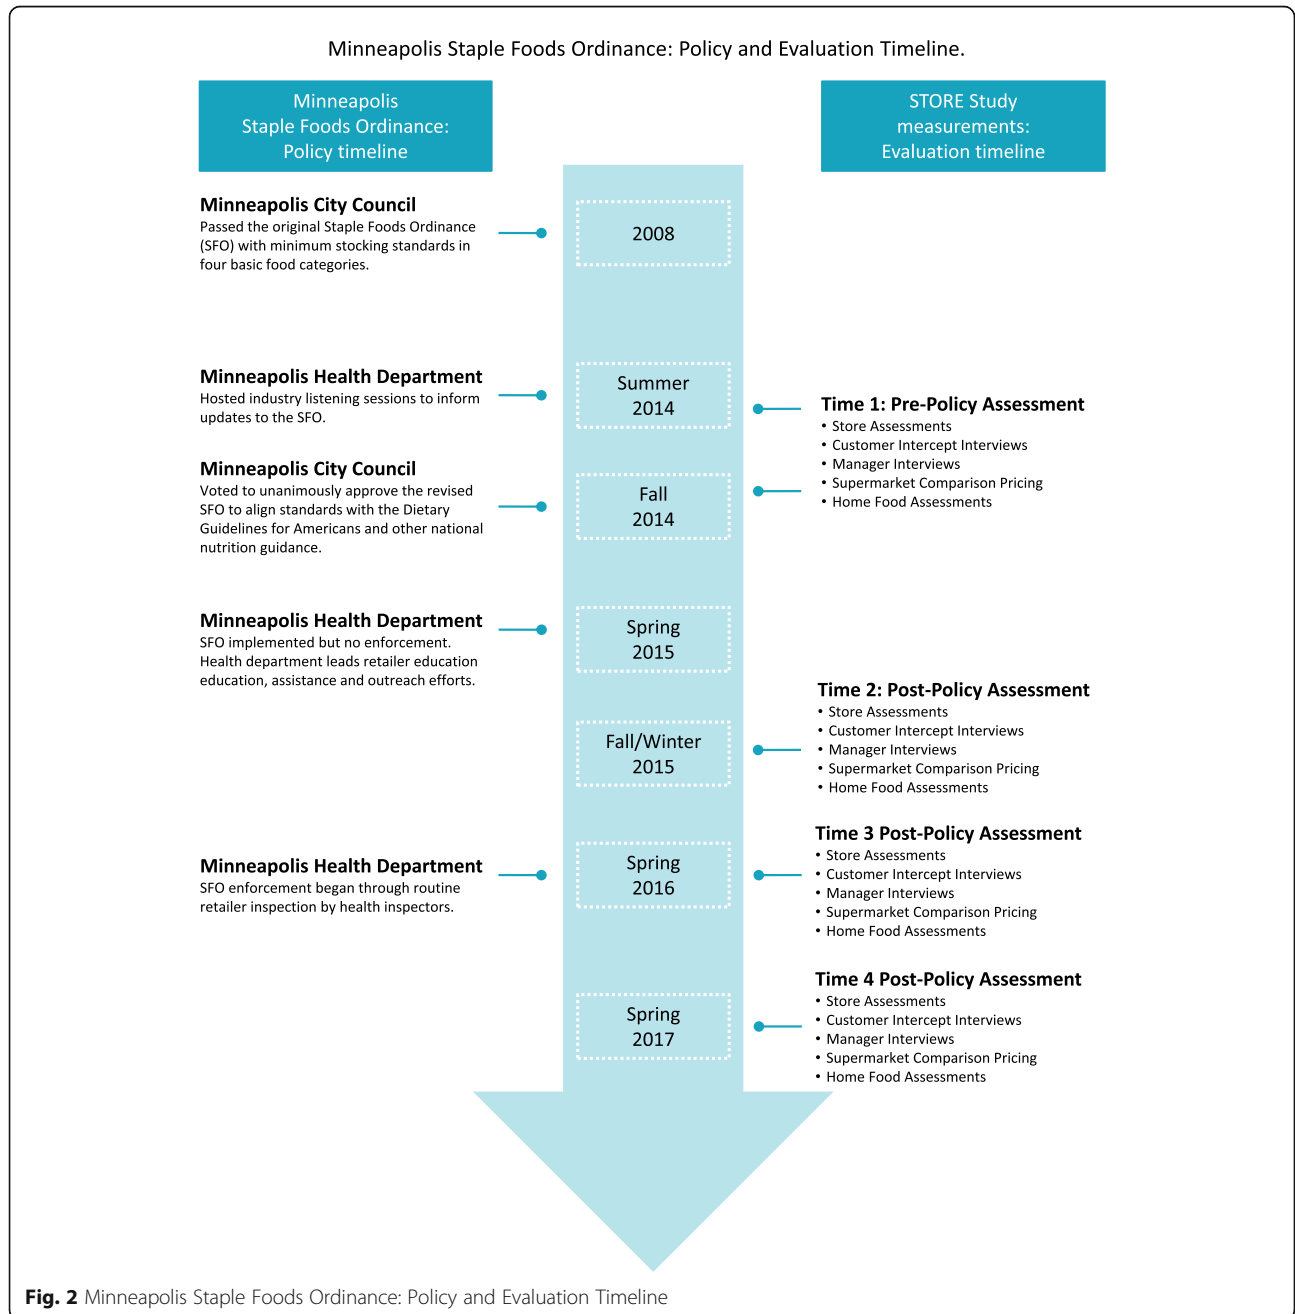 Minneapolis Staple Foods Ordinance: Policy and Evaluation Timeline.
Minneapolis
Staple Foods Ordinance:
Policy timeline
STORE Study
measurements:
Evaluation timeline
Minneapolis City Council
Passed the original Staple Foods Ordinance
(SFO) with minimum stocking standards in
four basic food categories.
2008
Minneapolis Health Department
Hosted industry listening sessions to inform
updates to the SFO.
Summer
2014
Time 1: Pre-Policy Assessment
• Store Assessments
• Customer Intercept Interviews
• Manager Interviews
• Supermarket Comparison Pricing
• Home Food Assessments
Minneapolis City Council
Voted to unanimously approve the revised
SFO to align standards with the Dietary
Guidelines for Americans and other national
nutrition guidance.
Fall
2014
Minneapolis Health Department
SFO implemented but no enforcement.
Health department leads retailer education
education, assistance and outreach efforts.
Spring
2015
Fall/Winter
2015
Time 2: Post-Policy Assessment
• Store Assessments
• Customer Intercept Interviews
• Manager Interviews
• Supermarket Comparison Pricing
• Home Food Assessments
Minneapolis Health Department
SFO enforcement began through routine
retailer inspection by health inspectors.
Spring
2016
Time 3 Post-Policy Assessment
• Store Assessments
• Customer Intercept Interviews
• Manager Interviews
• Supermarket Comparison Pricing
• Home Food Assessments
Spring
2017
Time 4 Post-Policy Assessment
• Store Assessments
• Customer Intercept Interviews
• Manager Interviews
• Supermarket Comparison Pricing
• Home Food Assessments
Fig. 2 Minneapolis Staple Foods Ordinance: Policy and Evaluation Timeline